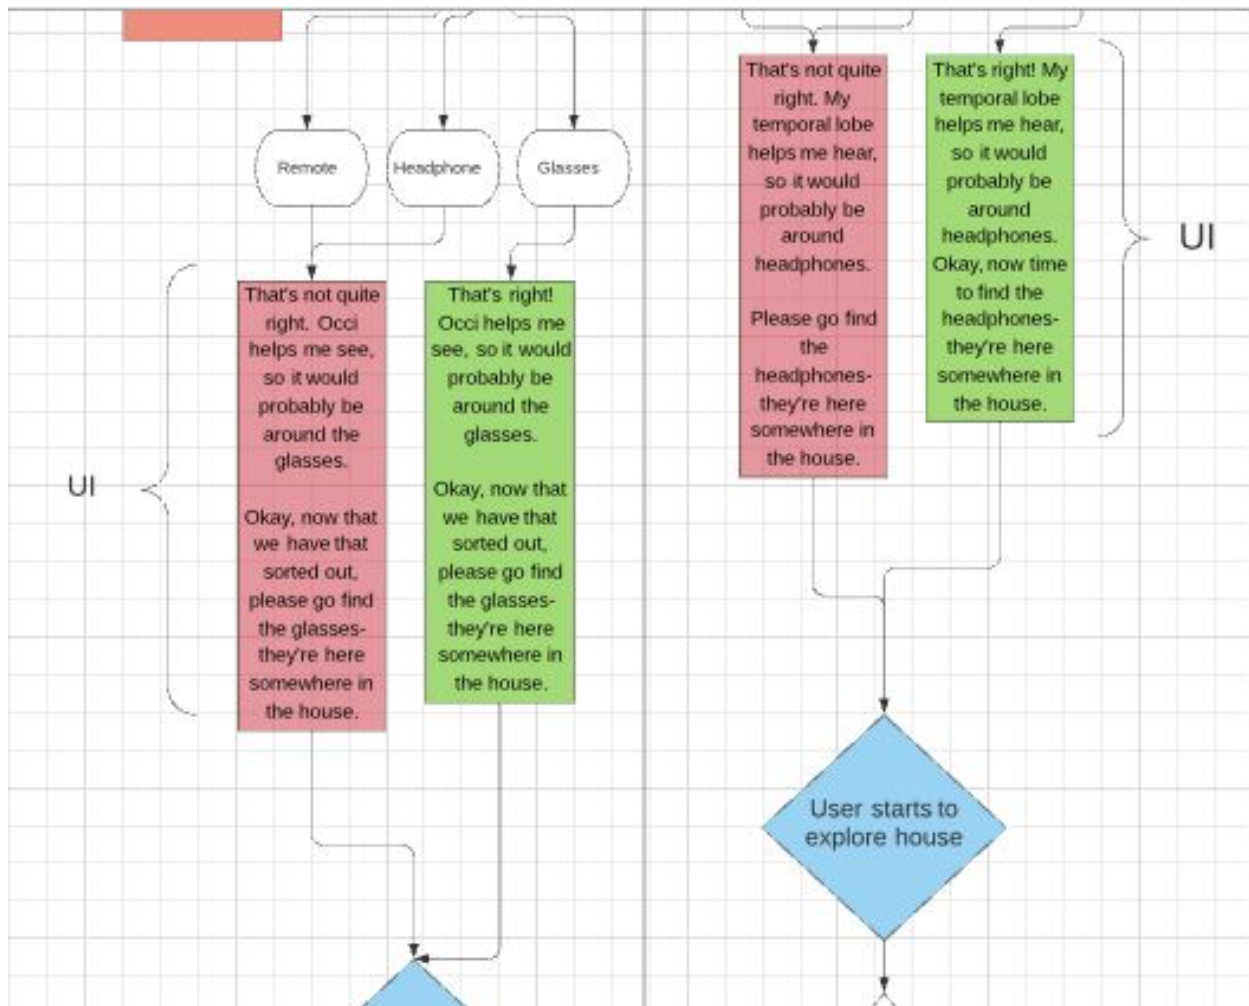 Remote
Headphone
Glasses
UI
That's not quite
right. Occi
helps me see,
so it would
probably be
around the
glasses.
Okay, now that
we have that
sorted out,
please go find
the glasses-
they're here
somewhere in
the house.
That's right!
Occi helps me
see, so it would
probably be
around the
glasses.
Okay, now that
we have that
sorted out,
please go find
the glasses-
they're here
somewhere in
the house.
That's not quite
right. My
temporal lobe
helps me hear,
so it would
probably be
around
headphones.
Please go find
the
headphones-
they're here
somewhere in
the house.
That's right! My
temporal lobe
helps me hear,
so it would
probably be
around
headphones.
Okay, now time
to find the
headphones-
they're here
somewhere in
the house.
UI
User starts to
explore house